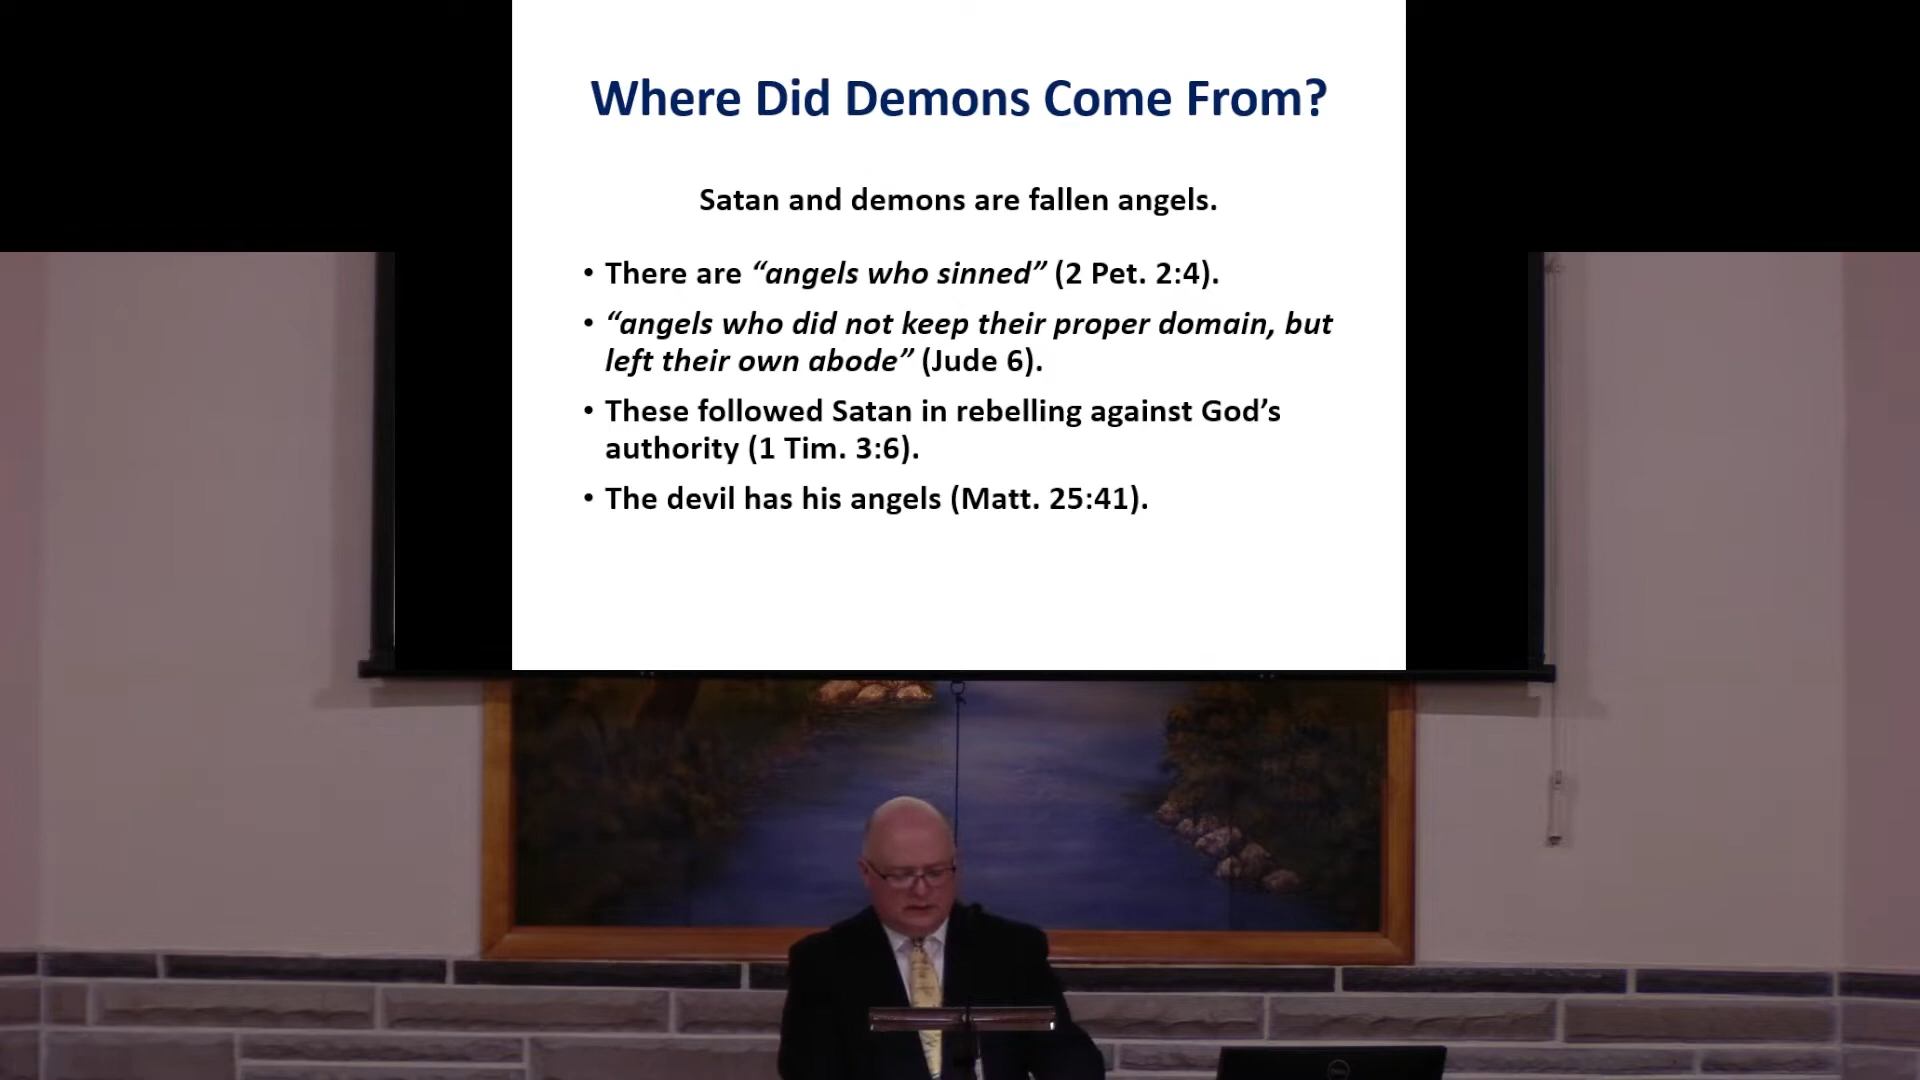 Where Did Demons Come From?
Satan and demons are fallen angels.
• There are “angels who sinned” (2 Pet. 2:4).
• “angels who did not keep their proper domain, but
left their own abode” (Jude 6).
• These followed Satan in rebelling against God’s
authority (1 Tim. 3:6).
• The devil has his angels (Matt. 25:41).
DELL